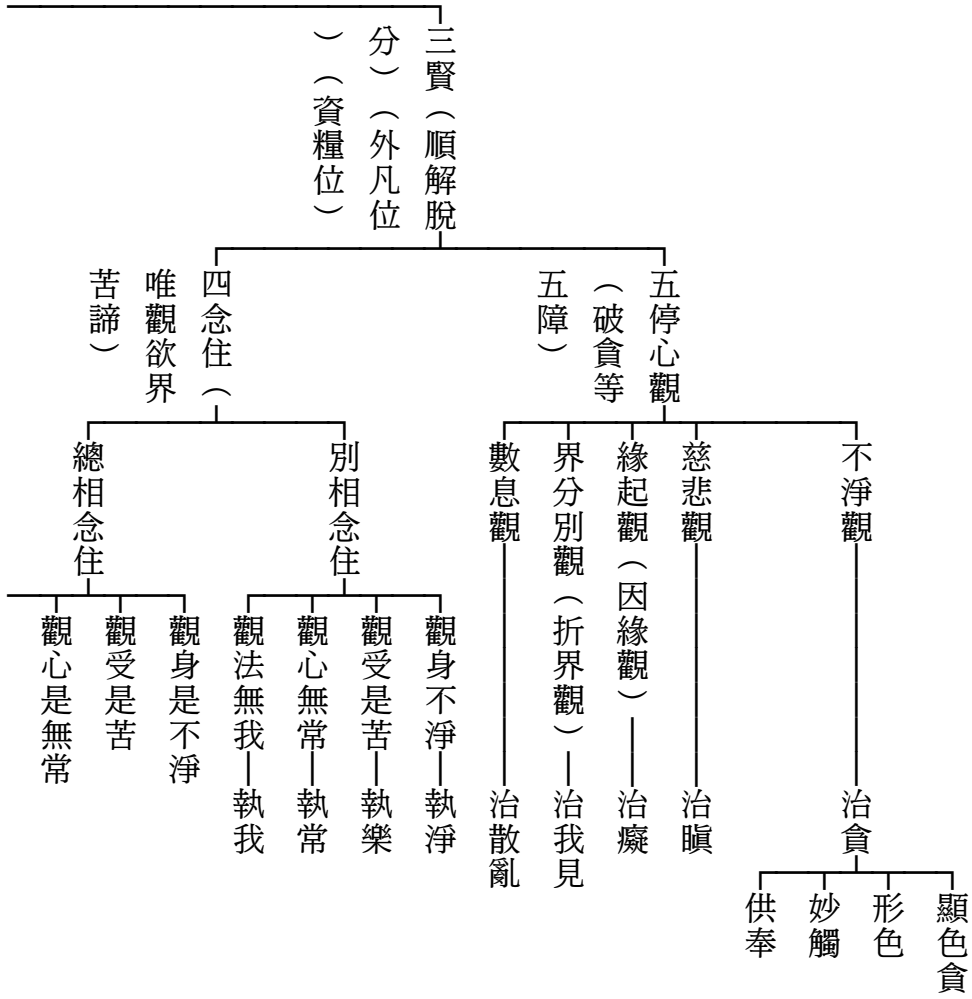 三賢（順解脫
分）（外凡位
）（資糧位）
五停心觀
（破貪等
五障）
不淨觀
治貪
顯色貪
形色
妙觸
供奉
慈悲觀
治瞋
緣起觀（因緣觀）
治癡
界分別觀（折界觀）
治我見
數息觀
治散亂
四念住（
唯觀欲界
苦諦）
別相念住
觀身不淨
執淨
觀受是苦
執樂
觀心無常
執常
觀法無我
執我
總相念住
觀身是不淨
觀受是苦
觀心是無常